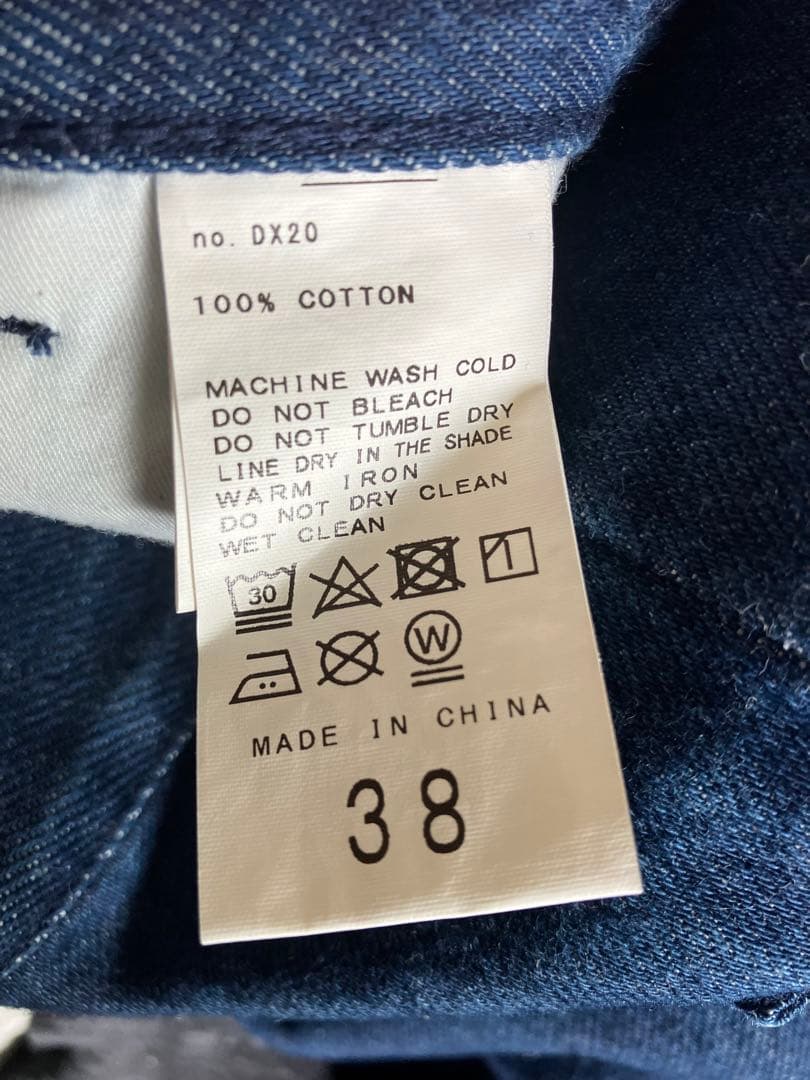 no. DX20
100% COTTON
MACHINE WASH COLD
DO NOT BLEACH
DO NOT TUMBLE DRY
LINE DRY IN THE SHADE
WARM IRON
DO NOT DRY CLEAN
WET CLEAN
30
W
MADE IN CHINA
38